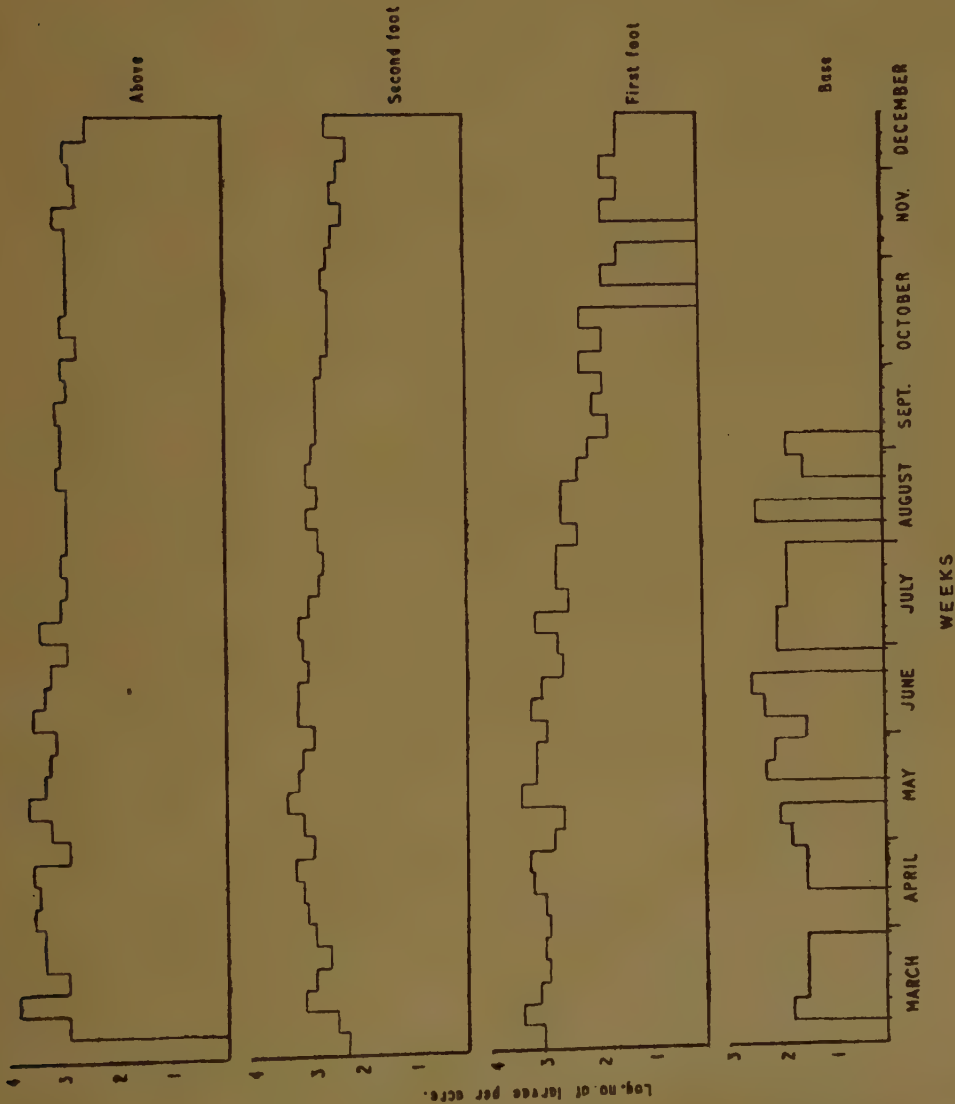 Log. no. of larvae per acre.
4
3
2
1
Above
4
3
2
1
Second foot
4
3
2
1
First foot
3
2
1
Base
MARCH
APRIL
MAY
JUNE
JULY
AUGUST
SEPT.
OCTOBER
NOV.
DECEMBER
WEEKS